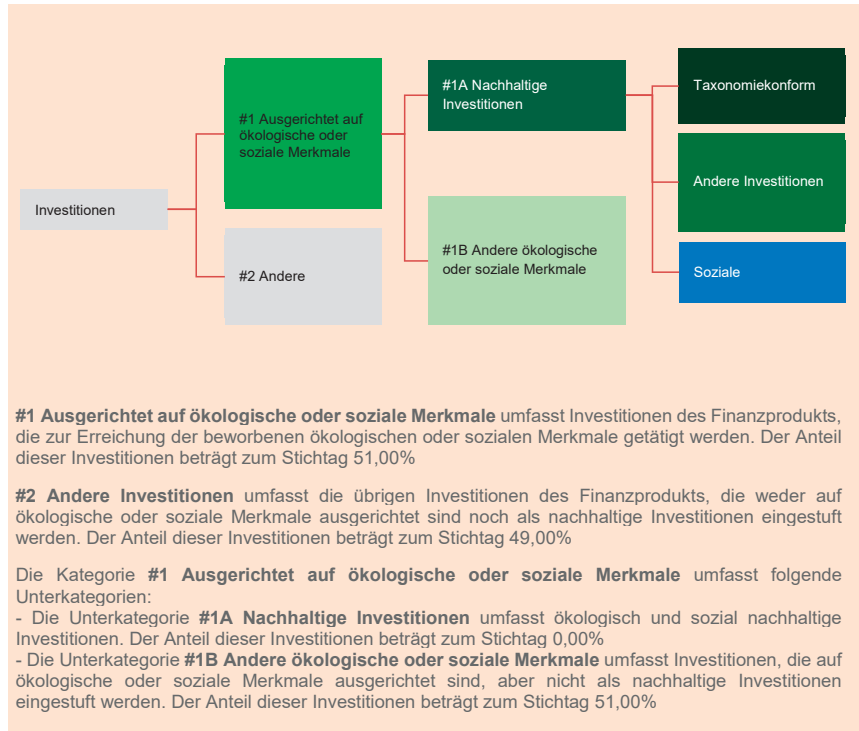 Investitionen
#1 Ausgerichtet auf
ökologische oder
soziale Merkmale
#2 Andere
#1A Nachhaltige
Investitionen
#1B Andere ökologische
oder soziale Merkmale
Taxonomiekonform
Andere Investitionen
Soziale
#1 Ausgerichtet auf ökologische oder soziale Merkmale umfasst Investitionen des Finanzprodukts,
die zur Erreichung der beworbenen ökologischen oder sozialen Merkmale getätigt werden. Der Anteil
dieser Investitionen beträgt zum Stichtag 51,00%
#2 Andere Investitionen umfasst die übrigen Investitionen des Finanzprodukts, die weder auf
ökologische oder soziale Merkmale ausgerichtet sind noch als nachhaltige Investitionen eingestuft
werden. Der Anteil dieser Investitionen beträgt zum Stichtag 49,00%
Die Kategorie #1 Ausgerichtet auf ökologische oder soziale Merkmale umfasst folgende
Unterkategorien:
- Die Unterkategorie #1A Nachhaltige Investitionen umfasst ökologisch und sozial nachhaltige
Investitionen. Der Anteil dieser Investitionen beträgt zum Stichtag 0,00%
- Die Unterkategorie #1B Andere ökologische oder soziale Merkmale umfasst Investitionen, die auf
ökologische oder soziale Merkmale ausgerichtet sind, aber nicht als nachhaltige Investitionen
eingestuft werden. Der Anteil dieser Investitionen beträgt zum Stichtag 51,00%